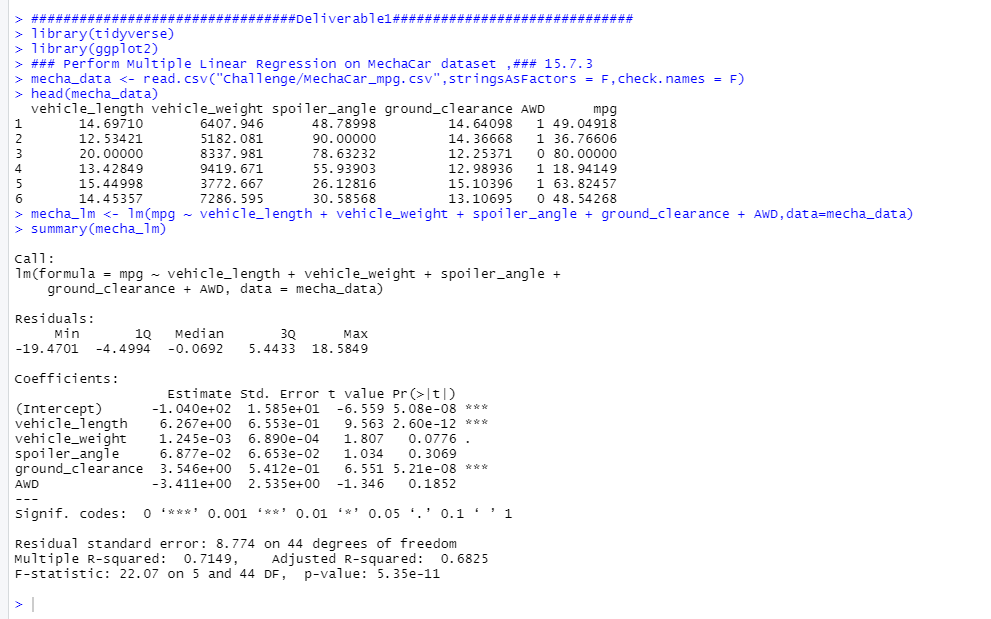 > #################################Deliverable1##############################
> library(tidyverse)
> library(ggplot2)
> ### Perform Multiple Linear Regression on MechaCar dataset ,### 15.7.3
> mecha_data <- read.csv("Challenge/MechaCar_mpg.csv",stringsAsFactors = F,check.names = F)
> head(mecha_data)
  vehicle_length vehicle_weight spoiler_angle ground_clearance AWD      mpg
1       14.69710       6407.946      48.78998         14.64098   1 49.04918
2       12.53421       5182.081      90.00000         14.36668   1 36.76606
3       20.00000       8337.981      78.63232         12.25371   0 80.00000
4       13.42849       9419.671      55.93903         12.98936   1 18.94149
5       15.44998       3772.667      26.12816         15.10396   1 63.82457
6       14.45357       7286.595      30.58568         13.10695   0 48.54268
> mecha_lm <- lm(mpg ~ vehicle_length + vehicle_weight + spoiler_angle + ground_clearance + AWD,data=mecha_data)
> summary(mecha_lm)

Call:
lm(formula = mpg ~ vehicle_length + vehicle_weight + spoiler_angle +
    ground_clearance + AWD, data = mecha_data)

Residuals:
     Min       1Q   Median       3Q      Max
-19.4701  -4.4994  -0.0692   5.4433  18.5849

Coefficients:
                   Estimate Std. Error t value Pr(>|t|)
(Intercept)      -1.040e+02  1.585e+01  -6.559 5.08e-08 ***
vehicle_length    6.267e+00  6.553e-01   9.563 2.60e-12 ***
vehicle_weight    1.245e-03  6.890e-04   1.807   0.0776 .
spoiler_angle     6.877e-02  6.653e-02   1.034   0.3069
ground_clearance  3.546e+00  5.412e-01   6.551 5.21e-08 ***
AWD              -3.411e+00  2.535e+00  -1.346   0.1852
---
Signif. codes:  0 ‘***’ 0.001 ‘**’ 0.01 ‘*’ 0.05 ‘.’ 0.1 ‘ ’ 1

Residual standard error: 8.774 on 44 degrees of freedom
Multiple R-squared:  0.7149,    Adjusted R-squared:  0.6825
F-statistic: 22.07 on 5 and 44 DF,  p-value: 5.35e-11

>